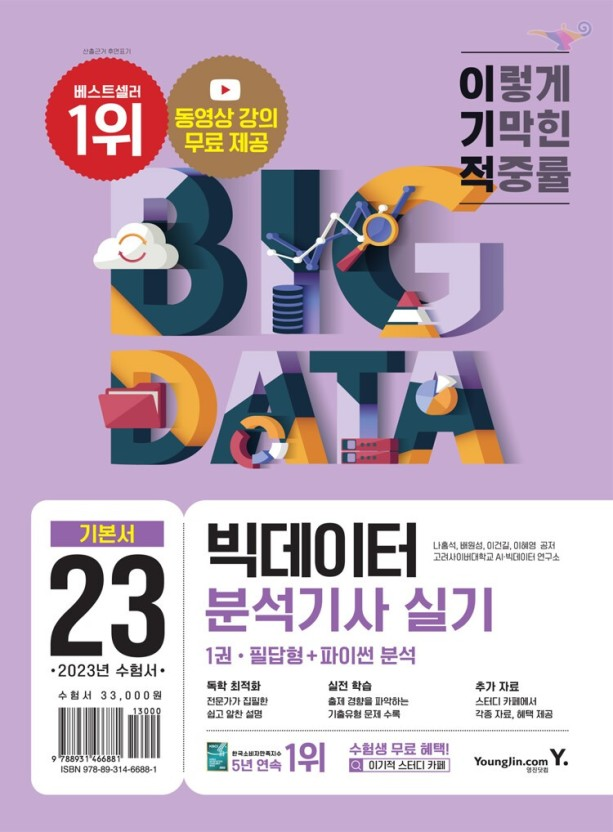 산출근거 후면표기
베스트셀러
1위
동영상 강의
무료 제공
이렇게
기막힌
적중률
BIG
DATA
기본서
23
•2023년 수험서•
수험서 33,000원
13000
9 788931 466881
ISBN 978-89-314-6688-1
빅데이터
나홍석, 배원성, 이건길, 이혜영 공저
고려사이버대학교 AI·빅데이터 연구소
분석기사 실기
1권 • 필답형+파이썬 분석
독학 최적화
전문가가 집필한
쉽고 알찬 설명
실전 학습
출제 경향을 파악하는
기출유형 문제 수록
추가 자료
스터디 카페에서
각종 자료, 혜택 제공
한국소비자만족지수
5년 연속 1위
수험생 무료 혜택!
이기적 스터디 카페
YoungJin.com Y.
영진닷컴